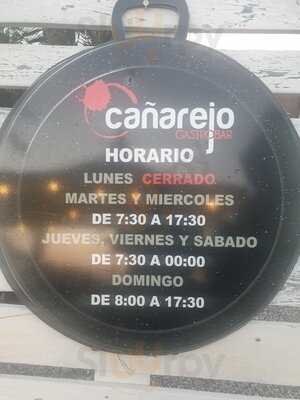 cañarejo
GASTROBAR
HORARIO
LUNES CERRADO
MARTES Y MIERCOLES
DE 7:30 A 17:30
JUEVES, VIERNES Y SABADO
DE 7:30 A 00:00
DOMINGO
DE 8:00 A 17:30